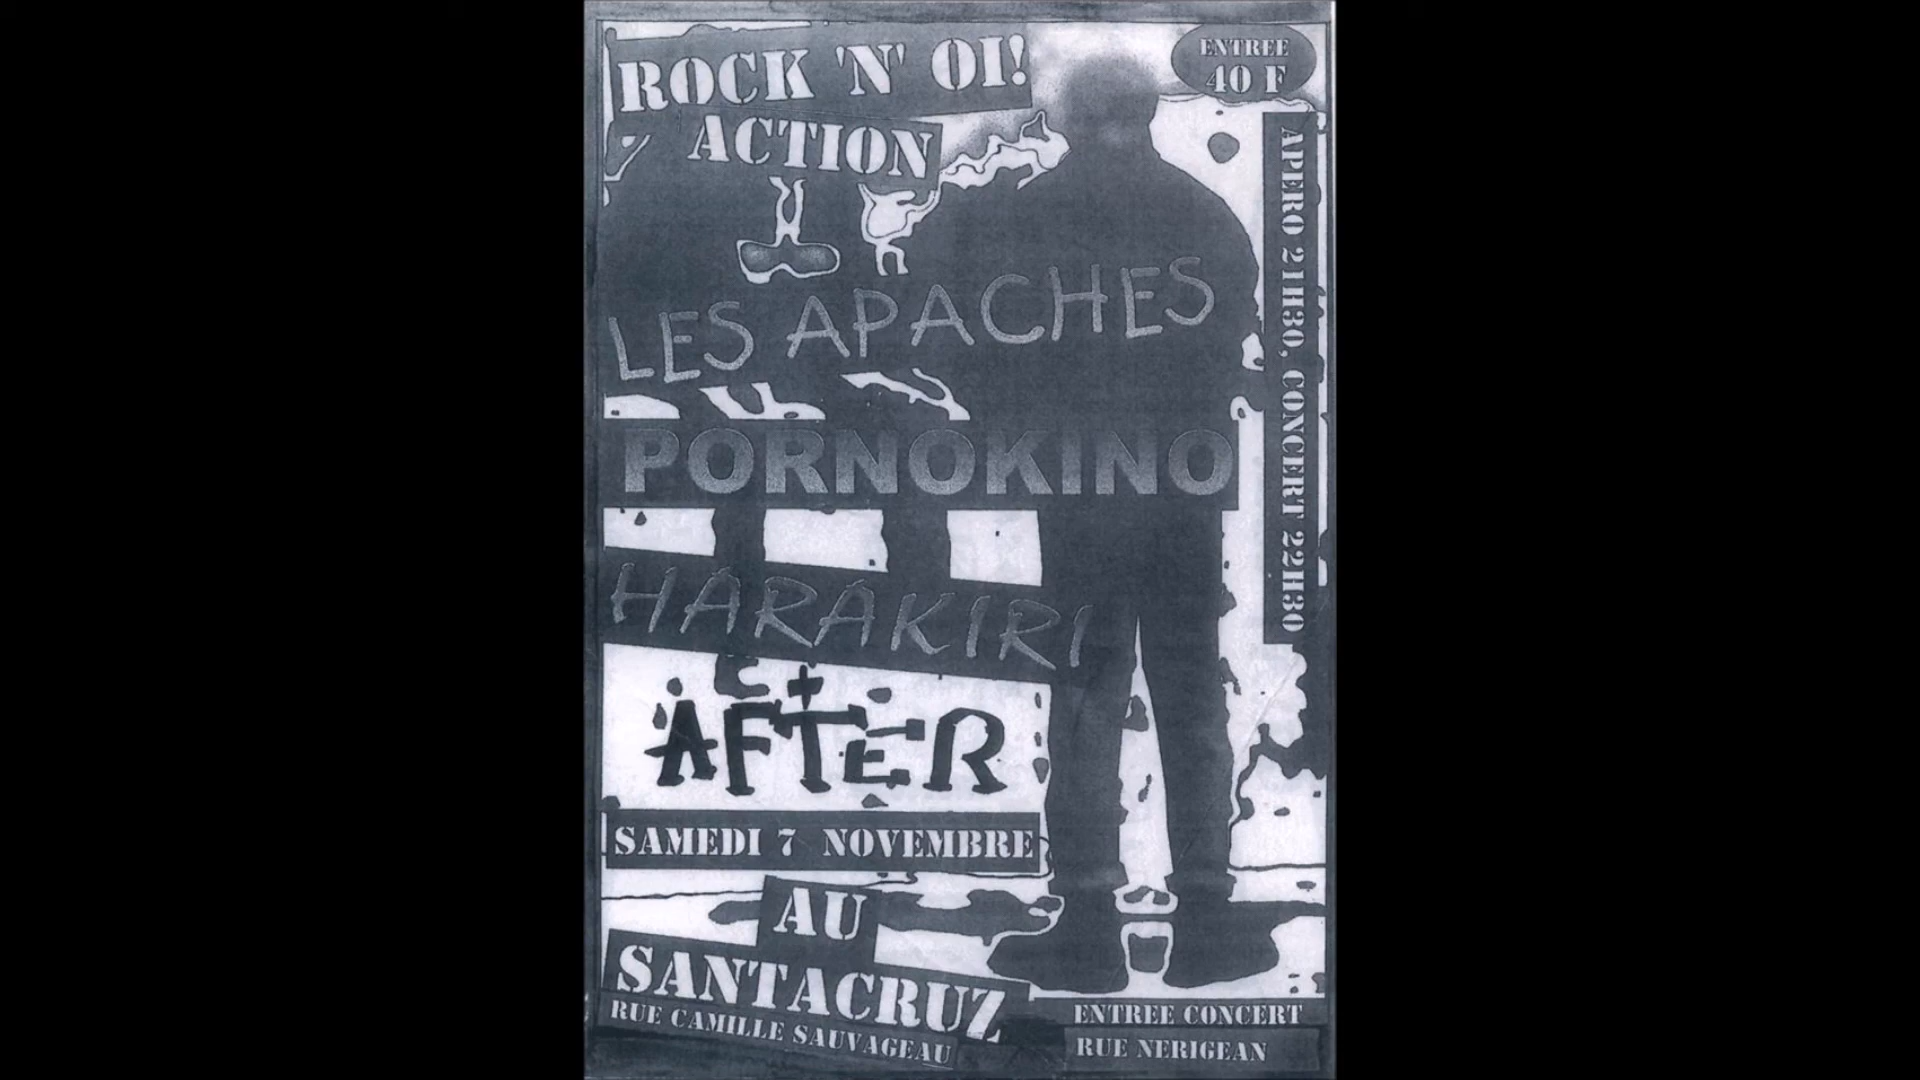 ROCK 'N' OI!
ACTION
ENTREE
40 F
APERO 21H30, CONCERT 22H30
LES APACHES
PORNOKINO
HARAKIRI
ET
AFTER
SAMEDI 7 NOVEMBRE
AU
SANTACRUZ
RUE CAMILLE SAUVAGEAU
ENTREE CONCERT
RUE NERIGEAN